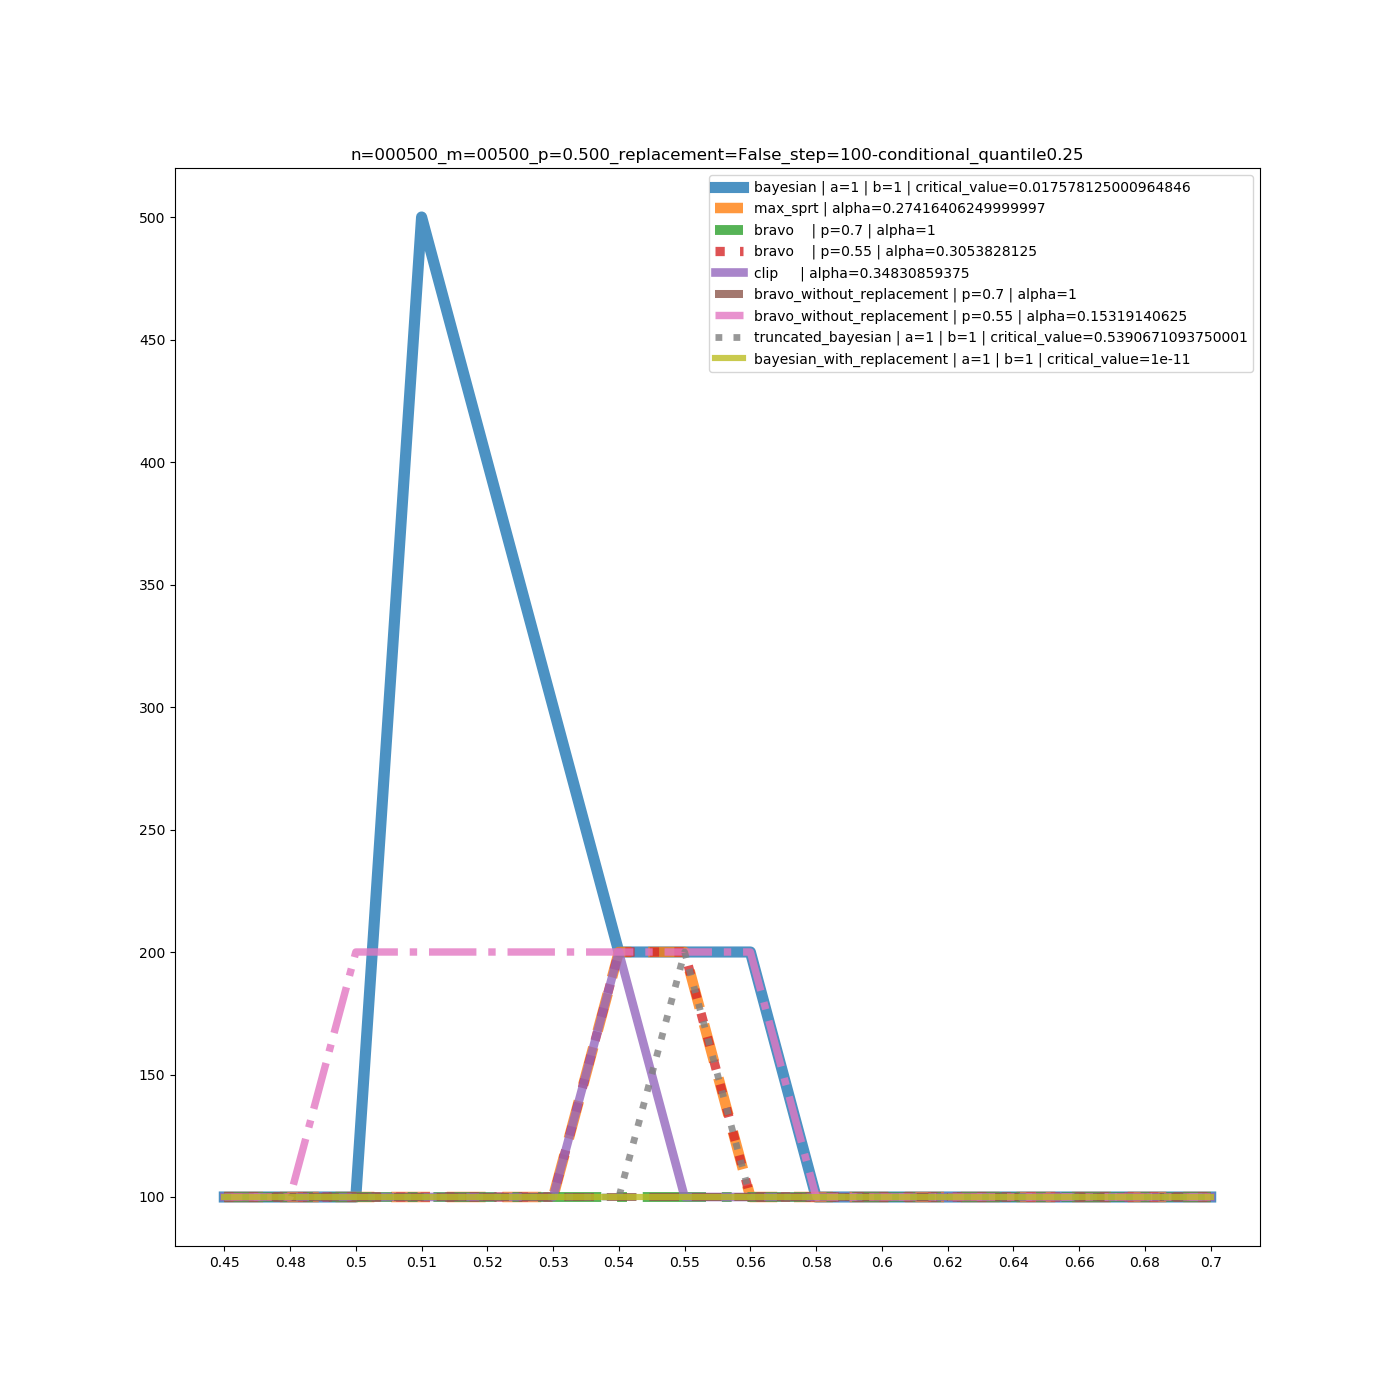 n=000500_m=00500_p=0.500_replacement=False_step=100-conditional_quantile0.25
bayesian | a=1 | b=1 | critical_value=0.017578125000964846
max_sprt | alpha=0.27416406249999997
bravo    | p=0.7 | alpha=1
bravo    | p=0.55 | alpha=0.3053828125
clip     | alpha=0.34830859375
bravo_without_replacement | p=0.7 | alpha=1
bravo_without_replacement | p=0.55 | alpha=0.15319140625
truncated_bayesian | a=1 | b=1 | critical_value=0.5390671093750001
bayesian_with_replacement | a=1 | b=1 | critical_value=1e-11
500
450
400
350
300
250
200
150
100
0.45 0.48 0.5 0.51 0.52 0.53 0.54 0.55 0.56 0.58 0.6 0.62 0.64 0.66 0.68 0.7